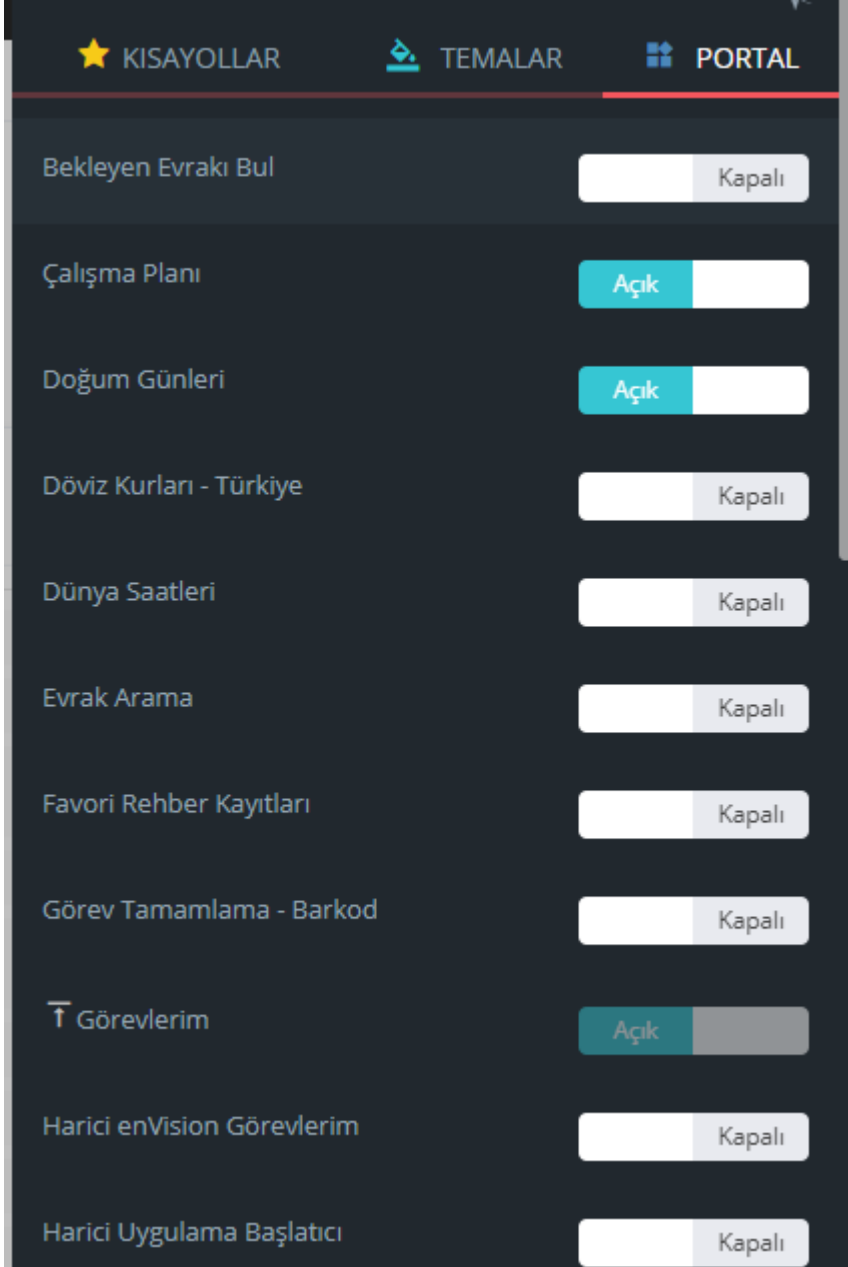 KISAYOLLAR TEMALAR PORTAL
Bekleyen Evrakı Bul Kapalı
Çalışma Planı Açık
Doğum Günleri Açık
Döviz Kurları - Türkiye Kapalı
Dünya Saatleri Kapalı
Evrak Arama Kapalı
Favori Rehber Kayıtları Kapalı
Görev Tamamlama - Barkod Kapalı
Görevlerim Açık
Harici enVision Görevlerim Kapalı
Harici Uygulama Başlatıcı Kapalı